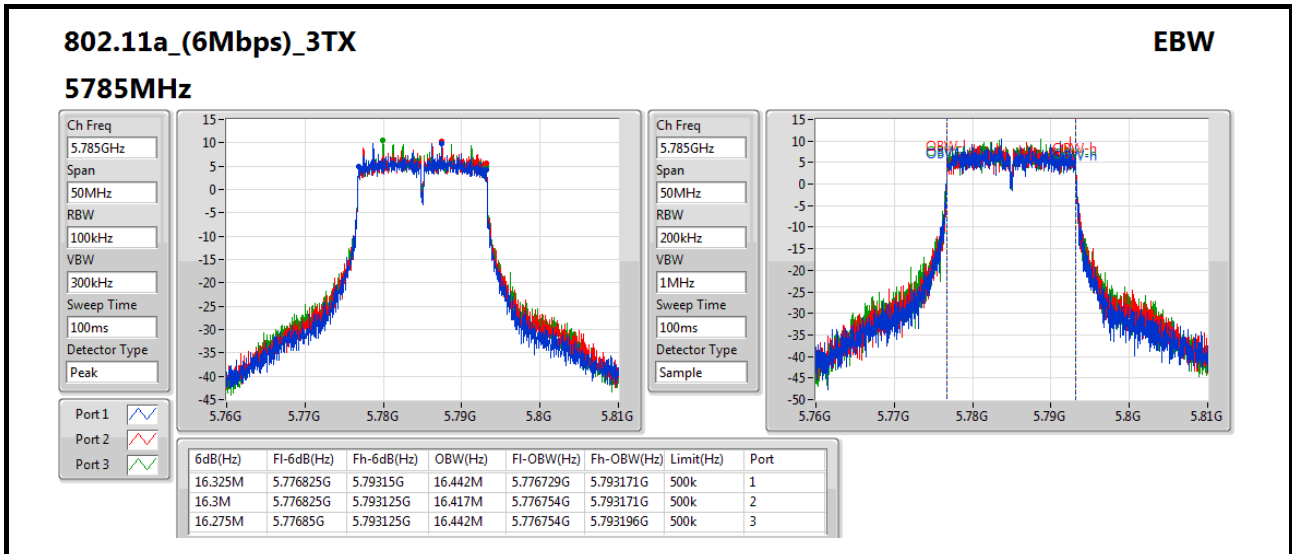 802.11a_(6Mbps)_3TX EBW
5785MHz
Ch Freq
5.785GHz
Span
50MHz
RBW
100kHz
VBW
300kHz
Sweep Time
100ms
Detector Type
Peak
15
10
5
0
-5
-10
-15
-20
-25
-30
-35
-40
-45
5.76G 5.77G 5.78G 5.79G 5.8G 5.81G
Ch Freq
5.785GHz
Span
50MHz
RBW
200kHz
VBW
1MHz
Sweep Time
100ms
Detector Type
Sample
15
10
5
0
-5
-10
-15
-20
-25
-30
-35
-40
-45
-50
OBW-h
5.76G 5.77G 5.78G 5.79G 5.8G 5.81G
Port 1
Port 2
Port 3
6dB(Hz) Fl-6dB(Hz) Fh-6dB(Hz) OBW(Hz) Fl-OBW(Hz) Fh-OBW(Hz) Limit(Hz) Port
16.325M 5.776825G 5.79315G 16.442M 5.776729G 5.793171G 500k 1
16.3M 5.776825G 5.793125G 16.417M 5.776754G 5.793171G 500k 2
16.275M 5.77685G 5.793125G 16.442M 5.776754G 5.793196G 500k 3